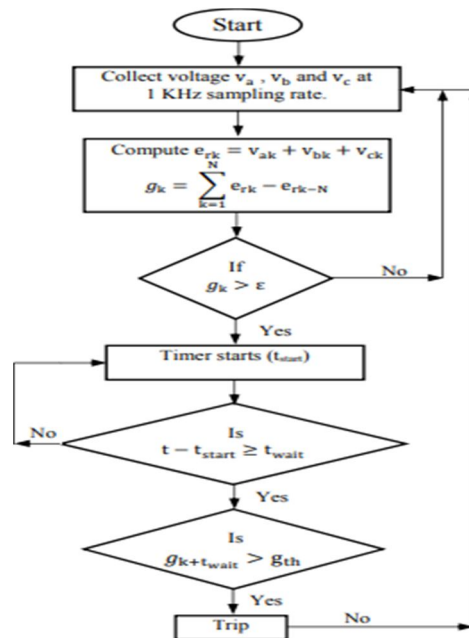 Start
Collect voltage vₐ , v_b and v_c at
1 KHz sampling rate.
Compute e_rk = v_ak + v_bk + v_ck
g_k = ∑_{k=1}^{N} e_rk − e_rk−N
If
g_k > ε
No
Yes
Timer starts (t_start)
No
Is
t − t_start ≥ t_wait
Yes
Is
g_k+t_wait > g_th
Yes
Trip
No